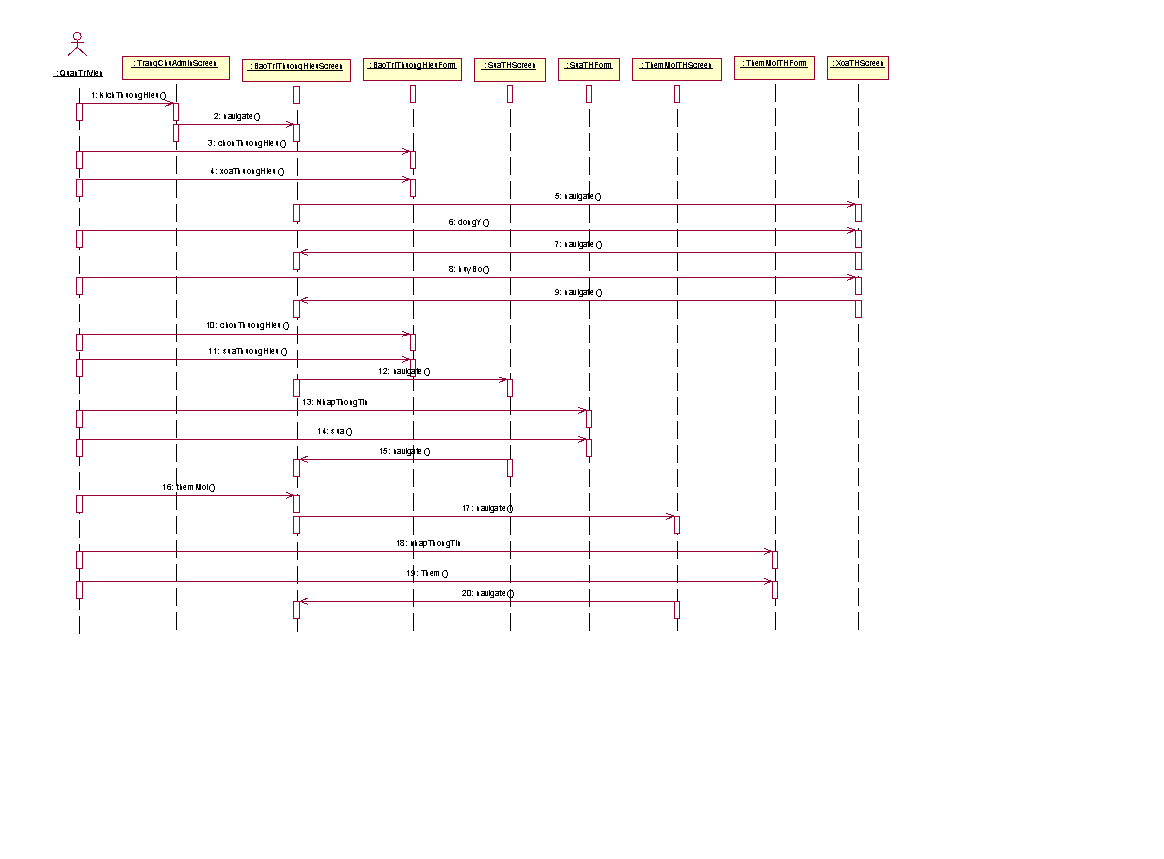 : QuanTriVien
: TrangChuAdminScreen
: BaoTriThuongHieuScreen
: BaoTriThuongHieuForm
: SuaTHScreen
: SuaTHForm
: ThemMoiTHScreen
: ThemMoiTHForm
: XoaTHScreen
1: kichThuongHieu()
2: navigate()
3: chonThuongHieu()
4: xoaThuongHieu()
5: navigate()
6: dongY()
7: navigate()
8: huyBo()
9: navigate()
10: chonThuongHieu()
11: suaThuongHieu()
12: navigate()
13: NhapThongTin
14: sua()
15: navigate()
16: themMoi()
17: navigate()
18: nhapThongTin
19: Them()
20: navigate()